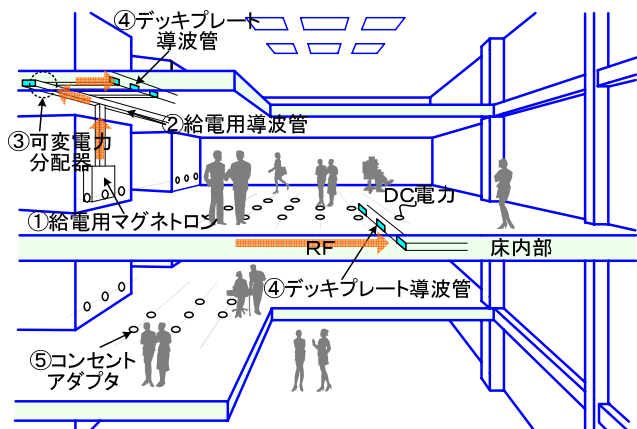 ④デッキプレート
導波管
②給電用導波管
③可変電力
分配器
①給電用マグネトロン
DC電力
RF
床内部
④デッキプレート導波管
⑤コンセント
アダプタ